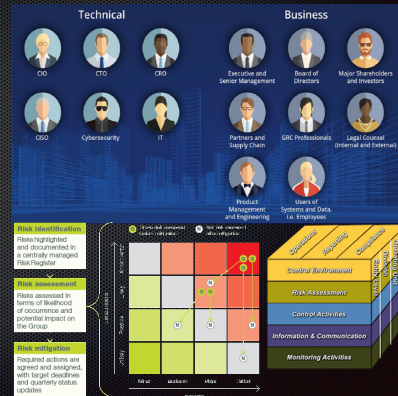 Technical
Business
CIO
CTO
CRO
Executive and
Senior Management
Board of
Directors
Major Shareholders
and Investors
CISO
Cybersecurity
IT
Partners and
Supply Chain
GRC Professionals
Legal Counsel
(Internal and External)
Product
Management
and Engineering
Users of
Systems and Data,
i.e. Employees
Risk identification
Risks highlighted
and documented in
a centrally managed
Risk Register
Risk assessment
Risks assessed in
terms of likelihood
of occurrence and
potential impact on
the Group
Risk mitigation
Required actions are
agreed and assigned,
with target deadlines
and quarterly status
updates
G
N
G
G
G
G
N
N
N
N
N
Minor
Major
Critical
Operations
Reporting
Compliance
Control Environment
Risk Assessment
Control Activities
Information & Communication
Monitoring Activities